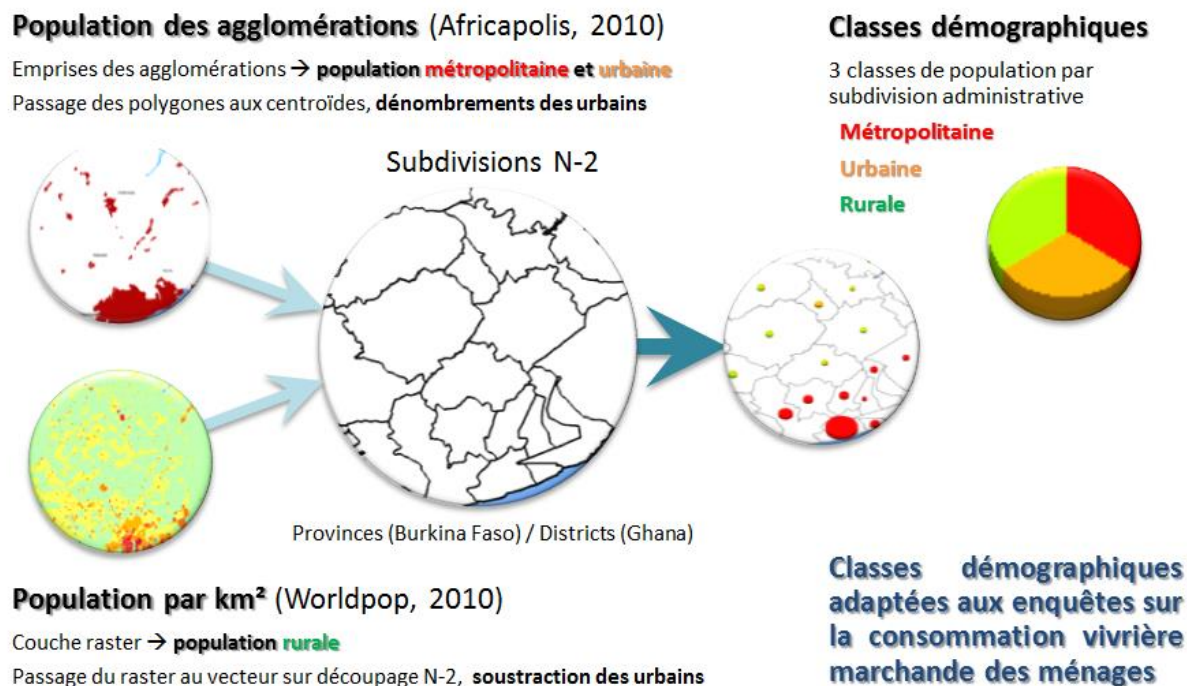 Population des agglomérations (Africapolis, 2010)
Emprises des agglomérations → population métropolitaine et urbaine
Passage des polygones aux centroïdes, dénombrements des urbains
Classes démographiques
3 classes de population par
subdivision administrative
Métropolitaine
Urbaine
Rurale
Subdivisions N-2
Provinces (Burkina Faso) / Districts (Ghana)
Population par km² (Worldpop, 2010)
Couche raster → population rurale
Passage du raster au vecteur sur découpage N-2, soustraction des urbains
Classes démographiques
adaptées aux enquêtes sur
la consommation vivrière
marchande des ménages